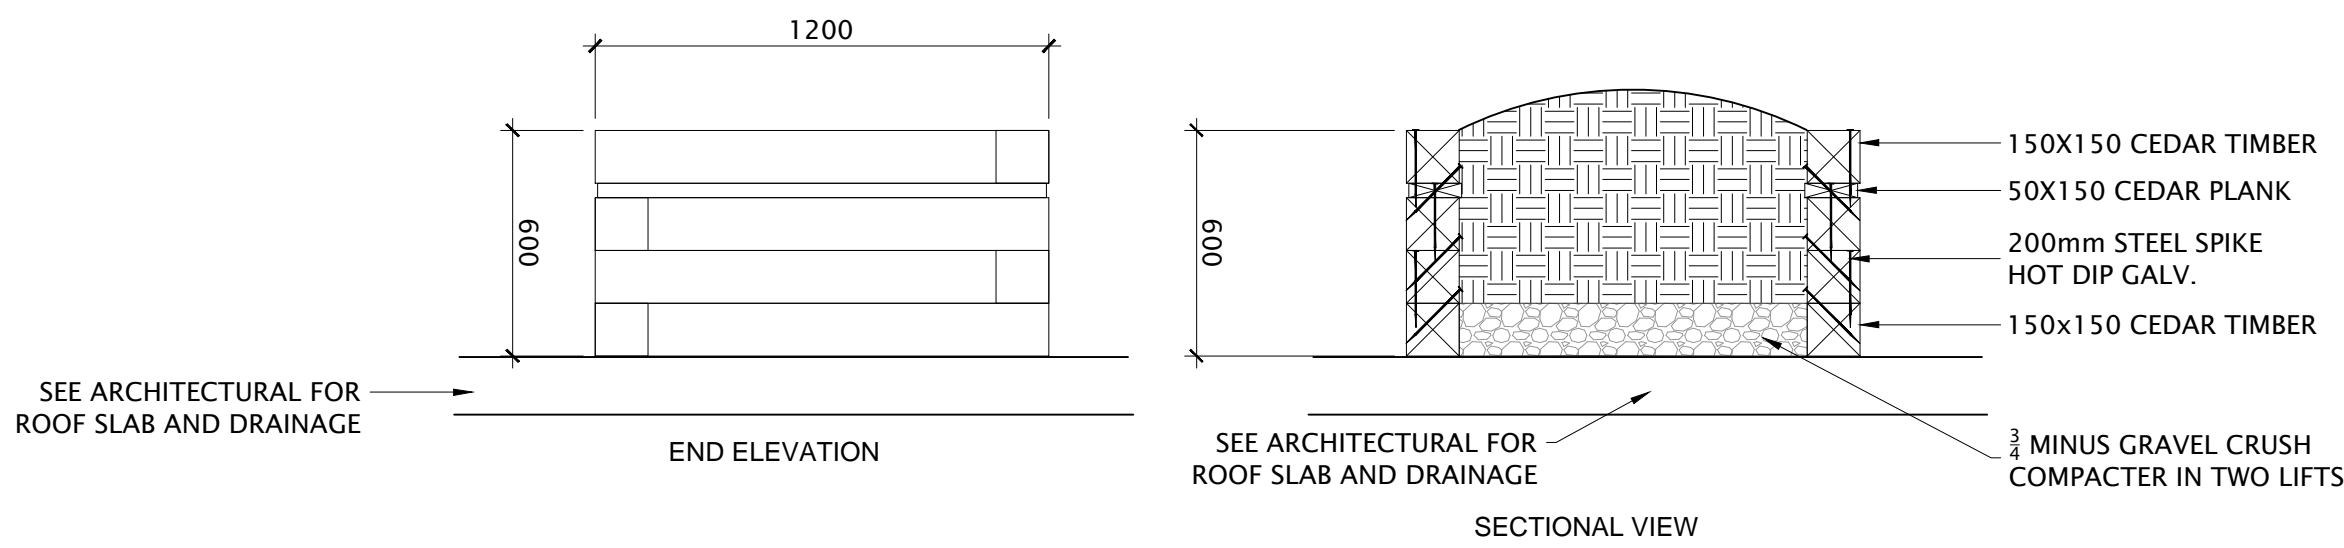 1200
600
SEE ARCHITECTURAL FOR
ROOF SLAB AND DRAINAGE
END ELEVATION
600
150X150 CEDAR TIMBER
50X150 CEDAR PLANK
200mm STEEL SPIKE
HOT DIP GALV.
150x150 CEDAR TIMBER
SEE ARCHITECTURAL FOR
ROOF SLAB AND DRAINAGE
3/4 MINUS GRAVEL CRUSH
COMPACTER IN TWO LIFTS
SECTIONAL VIEW